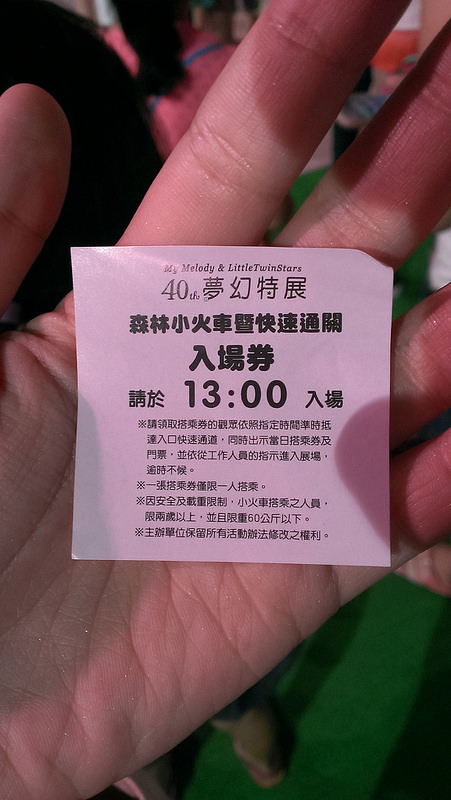 My Melody & LittleTwinStars
40th夢幻特展
森林小火車暨快速通關
入場券
請於 13:00 入場
※請領取搭乘券的觀眾依照指定時間準時抵
達入口快速通道，同時出示當日搭乘券及
門票，並依從工作人員的指示進入展場，
逾時不候。
※一張搭乘券僅限一人搭乘。
※因安全及載重限制，小火車搭乘之人員，
限兩歲以上，並且限重60公斤以下。
※主辦單位保留所有活動辦法修改之權利。